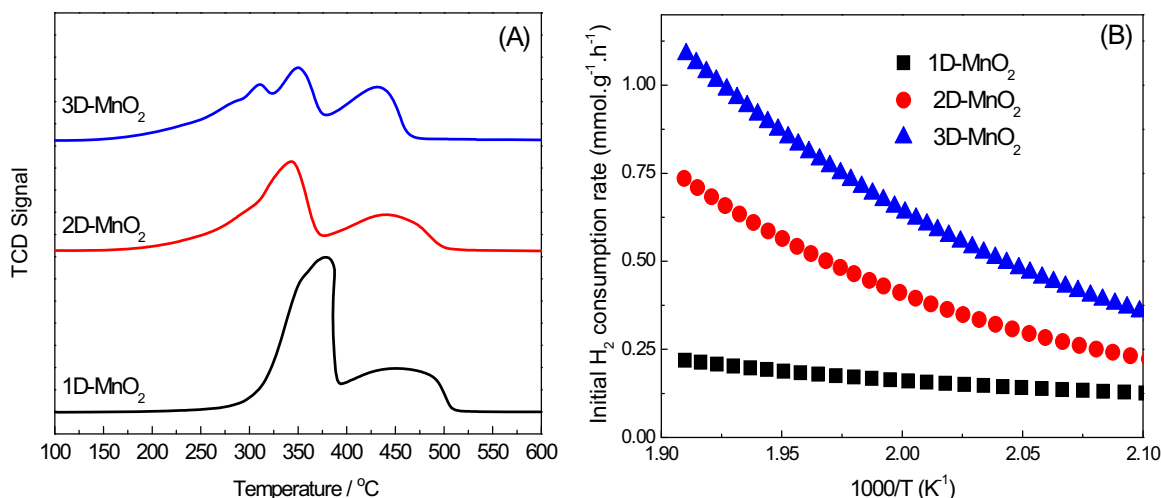 (A)
3D-MnO₂
2D-MnO₂
1D-MnO₂
TCD Signal
100 150 200 250 300 350 400 450 500 550 600
Temperature / °C
(B)
1D-MnO₂
2D-MnO₂
3D-MnO₂
Initial H₂ consumption rate (mmol.g⁻¹.h⁻¹)
1.00
0.75
0.50
0.25
0.00
1.90 1.95 2.00 2.05 2.10
1000/T (K⁻¹)